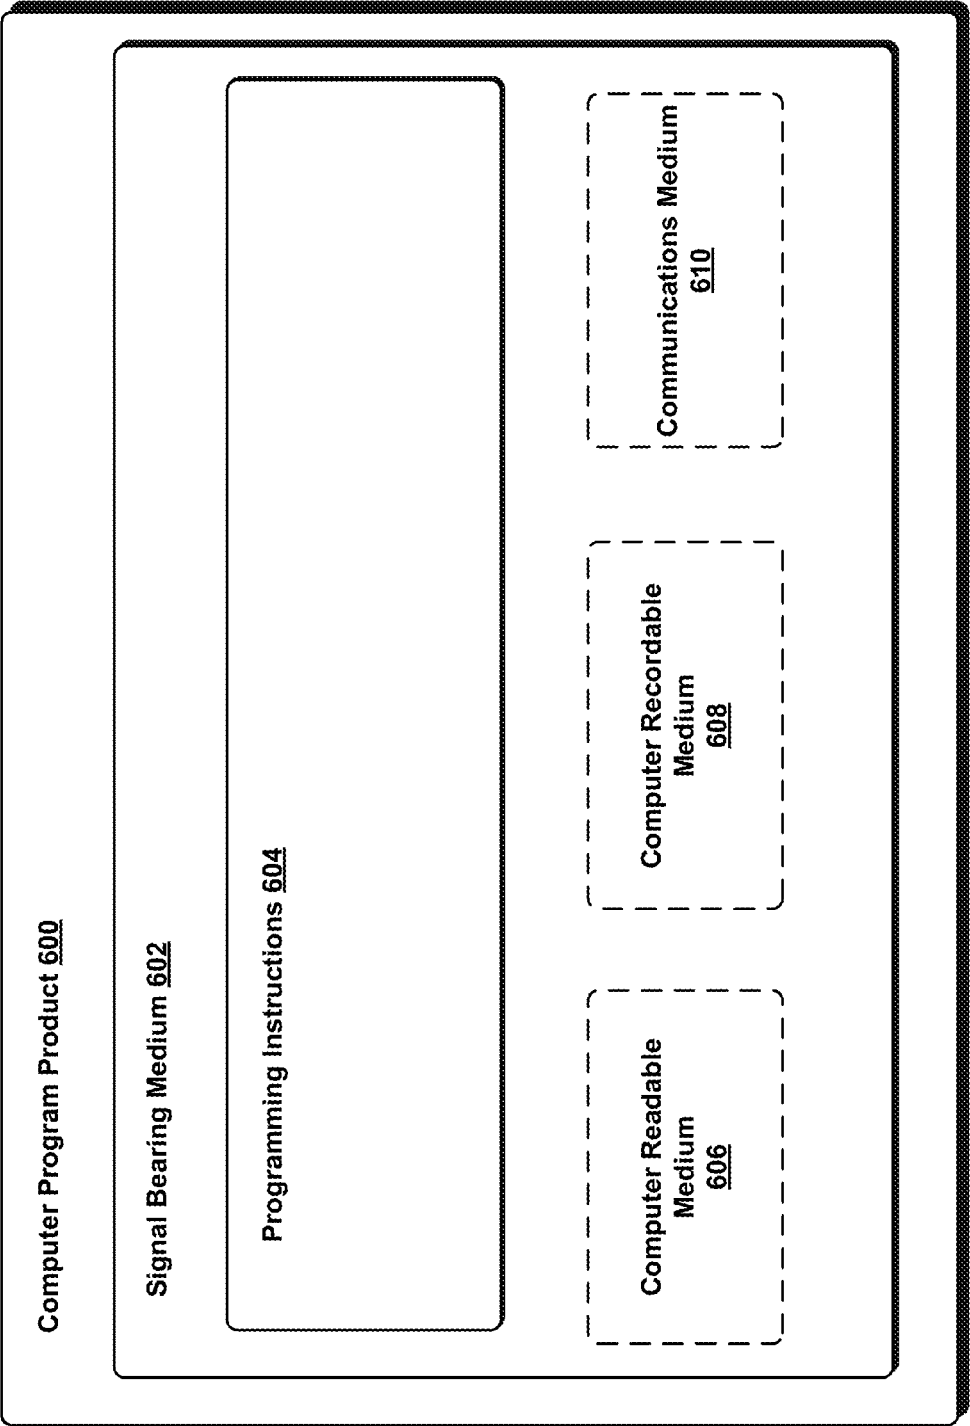 Computer Program Product 600
Signal Bearing Medium 602
Programming Instructions 604
Computer Readable
Medium
606
Computer Recordable
Medium
608
Communications Medium
610